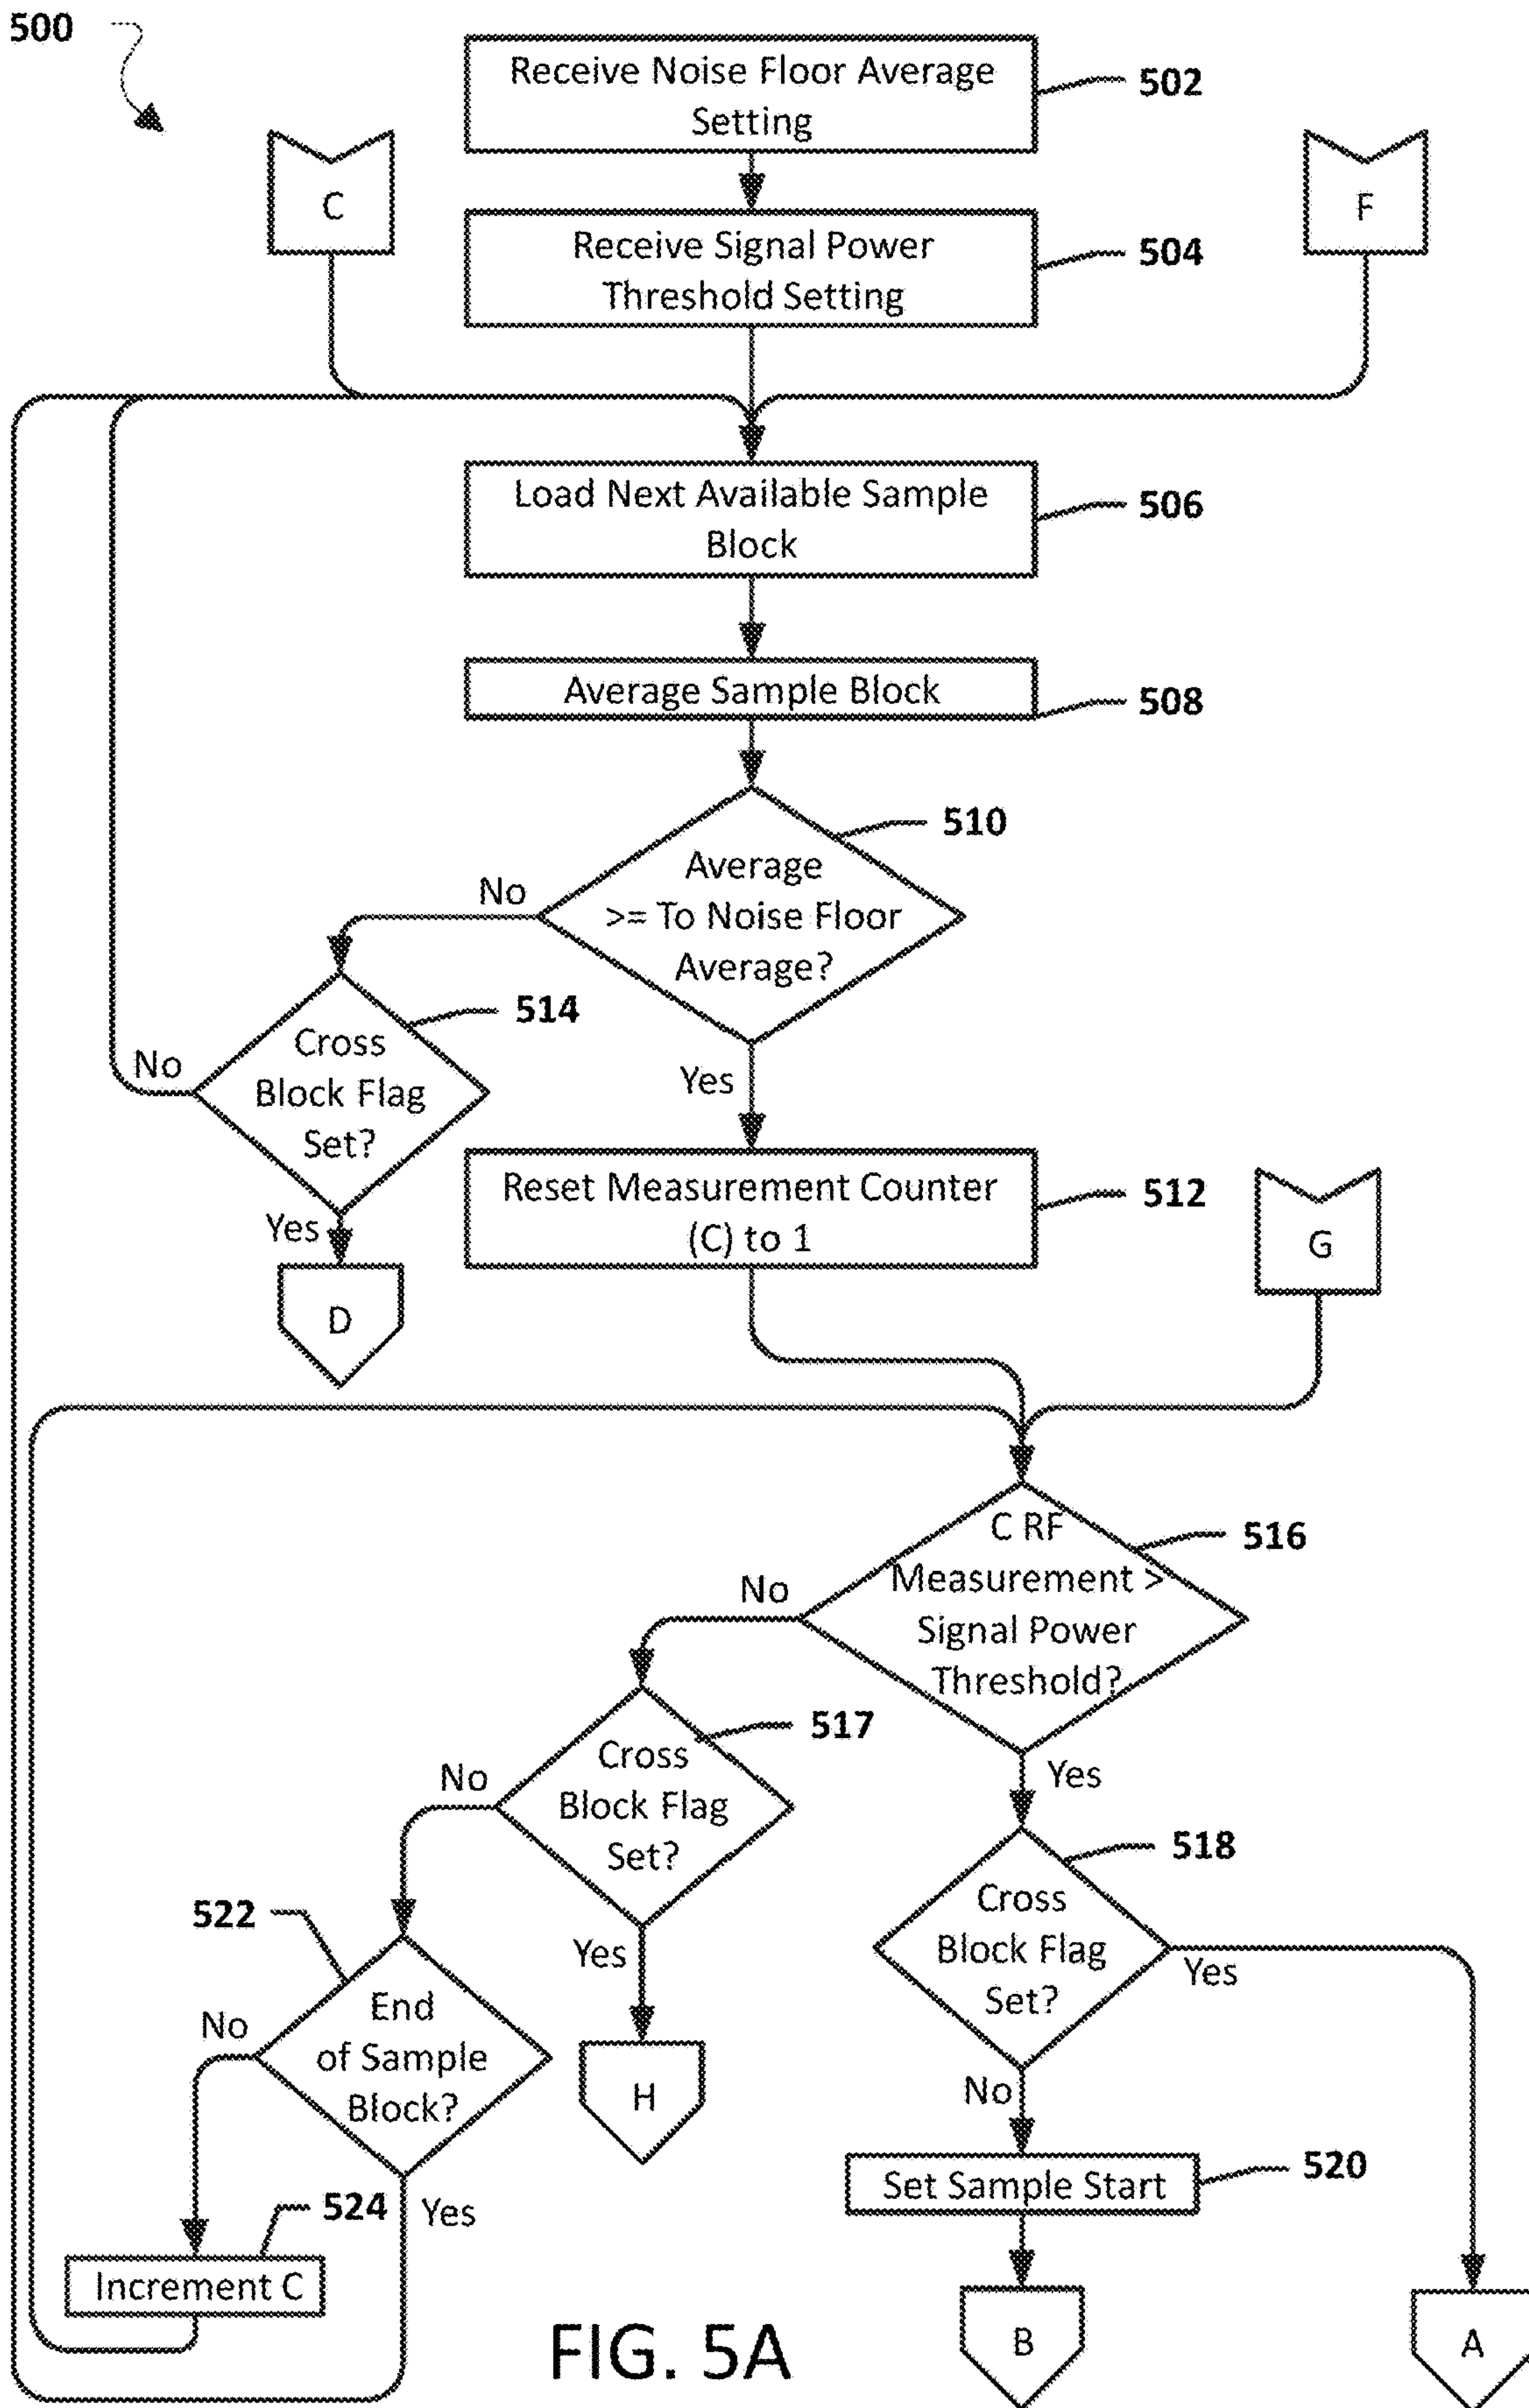 500
Receive Noise Floor Average
Setting
502
C
F
Receive Signal Power
Threshold Setting
504
Load Next Available Sample
Block
506
Average Sample Block
508
510
Average
>= To Noise Floor
Average?
No
514
Cross
Block Flag
Set?
No
Yes
Yes
Reset Measurement Counter
(C) to 1
512
G
D
C RF
Measurement >
Signal Power
Threshold?
516
No
517
Cross
Block Flag
Set?
No
Yes
518
Cross
Block Flag
Set?
Yes
522
End
of Sample
Block?
No
Yes
H
No
Set Sample Start
520
524
Yes
Increment C
B
A
FIG. 5A